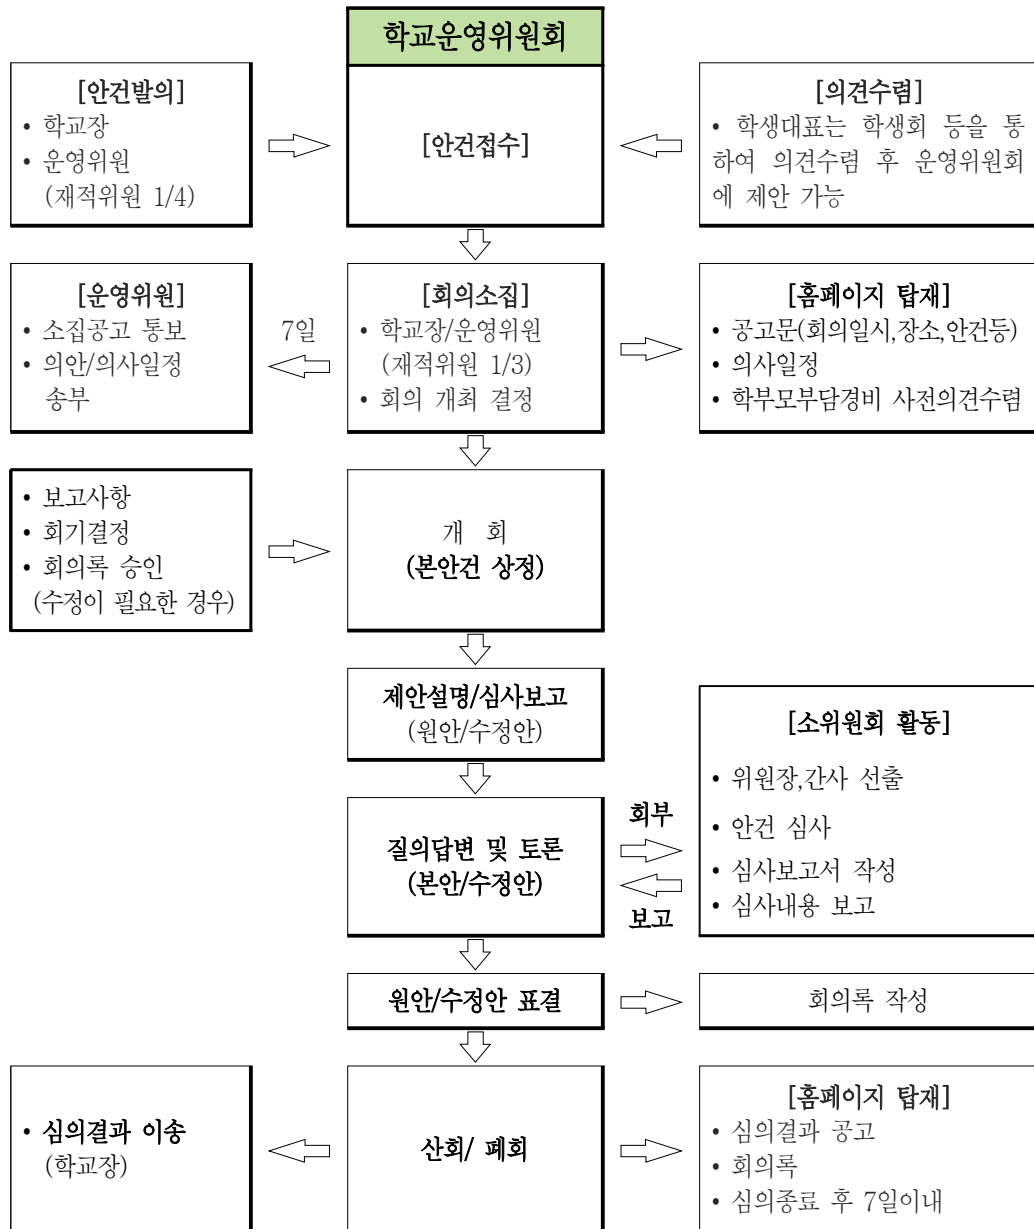 학교운영위원회
[안건발의]
• 학교장
• 운영위원
(재적위원 1/4)
[안건접수]
[의견수렴]
• 학생대표는 학생회 등을 통
하여 의견수렴 후 운영위원회
에 제안 가능
[운영위원]
• 소집공고 통보
• 의안/의사일정
송부
7일
[회의소집]
• 학교장/운영위원
(재적위원 1/3)
• 회의 개최 결정
[홈페이지 탑재]
• 공고문(회의일시,장소,안건등)
• 의사일정
• 학부모부담경비 사전의견수렴
• 보고사항
• 회기결정
• 회의록 승인
(수정이 필요한 경우)
개 회
(본안건 상정)
제안설명/심사보고
(원안/수정안)
질의답변 및 토론
(본안/수정안)
회부
보고
[소위원회 활동]
• 위원장,간사 선출
• 안건 심사
• 심사보고서 작성
• 심사내용 보고
원안/수정안 표결
회의록 작성
• 심의결과 이송
(학교장)
산회/ 폐회
[홈페이지 탑재]
• 심의결과 공고
• 회의록
• 심의종료 후 7일이내